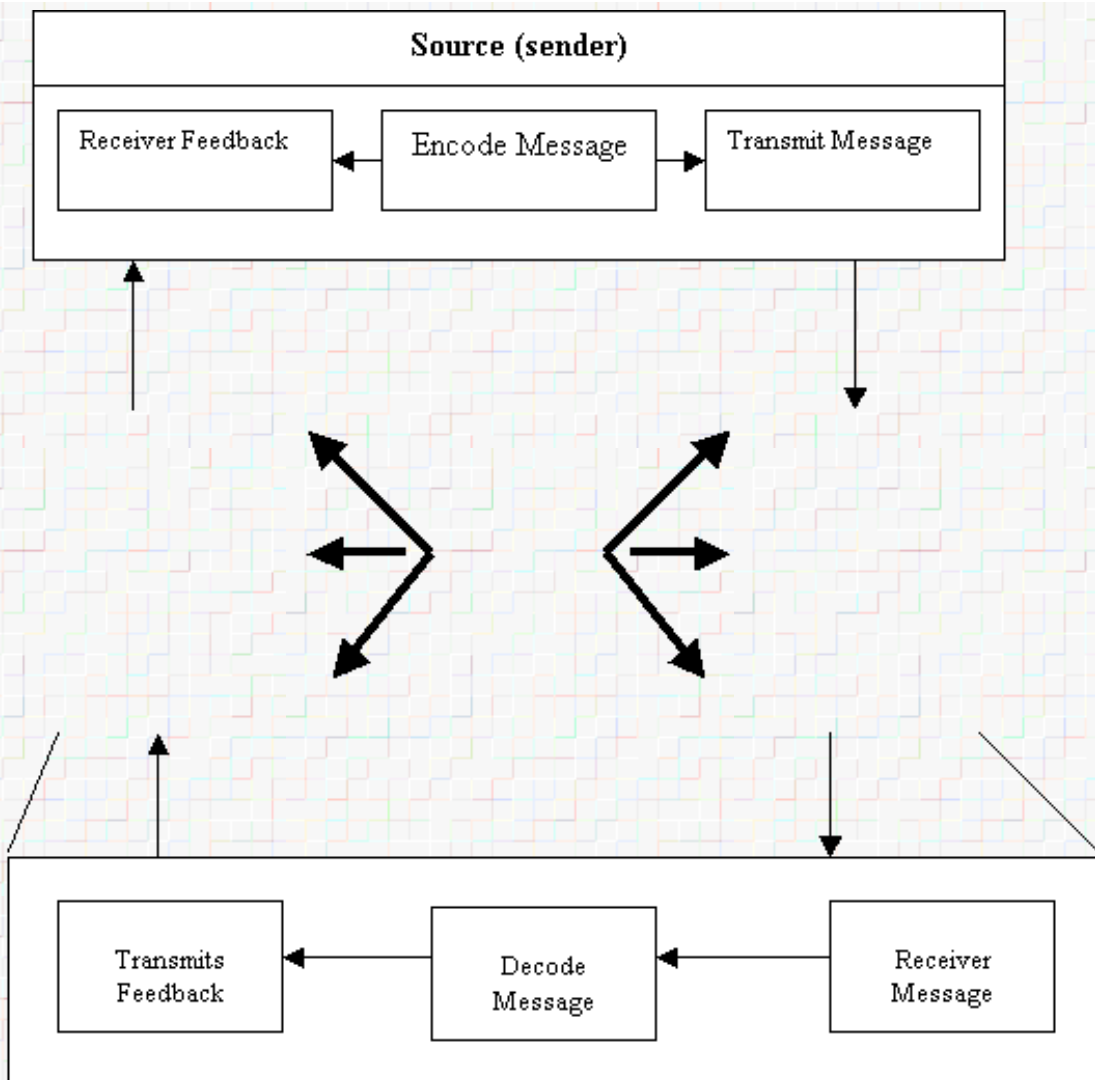 Source (sender)
Receiver Feedback
Encode Message
Transmit Message
Transmits
Feedback
Decode
Message
Receiver
Message